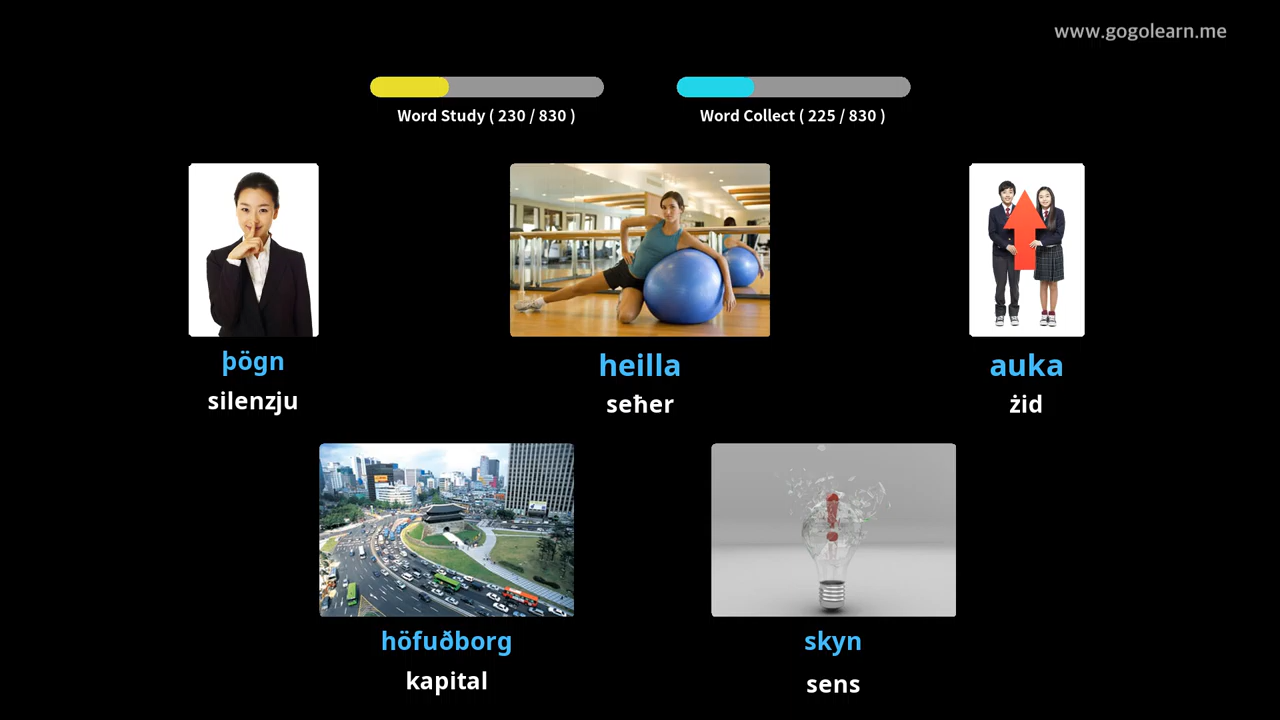 www.gogolearn.me
Word Study ( 230 / 830 )
Word Collect ( 225 / 830 )
þögn
silenzju
heilla
seħer
auka
żid
höfuðborg
kapital
skyn
sens